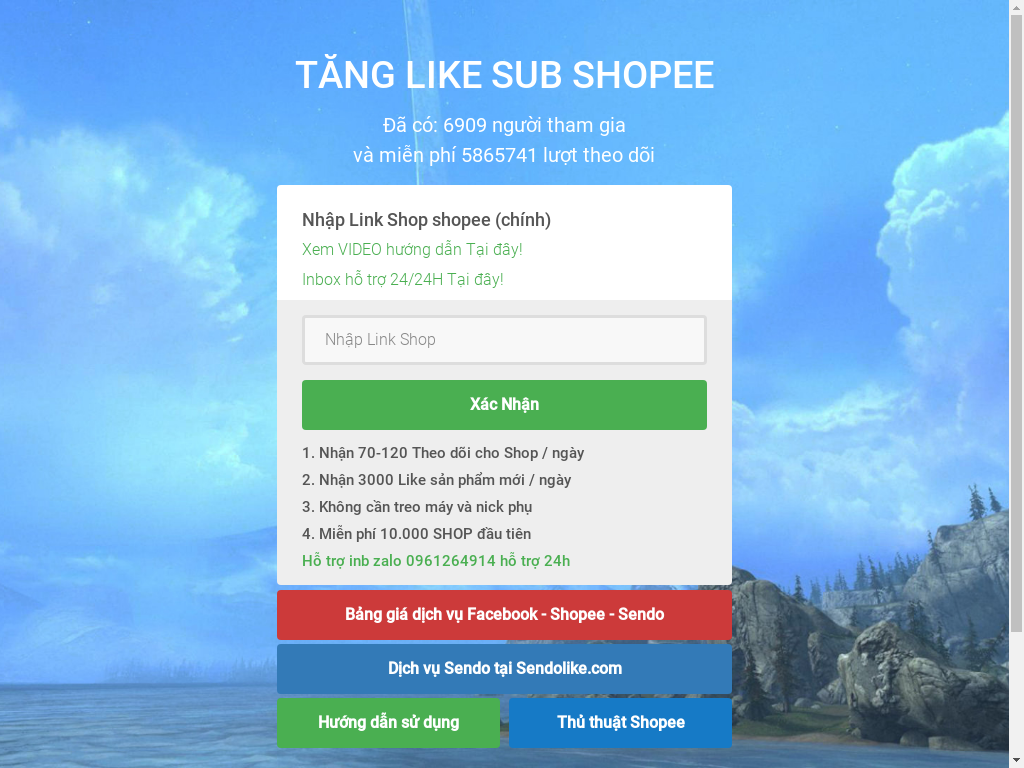 TĂNG LIKE SUB SHOPEE
Đã có: 6909 người tham gia
và miễn phí 5865741 lượt theo dõi
Nhập Link Shop shopee (chính)
Xem VIDEO hướng dẫn Tại đây!
Inbox hỗ trợ 24/24H Tại đây!
Nhập Link Shop
Xác Nhận
1. Nhận 70-120 Theo dõi cho Shop / ngày
2. Nhận 3000 Like sản phẩm mới / ngày
3. Không cần treo máy và nick phụ
4. Miễn phí 10.000 SHOP đầu tiên
Hỗ trợ inb zalo 0961264914 hỗ trợ 24h
Bảng giá dịch vụ Facebook - Shopee - Sendo
Dịch vụ Sendo tại Sendolike.com
Hướng dẫn sử dụng
Thủ thuật Shopee